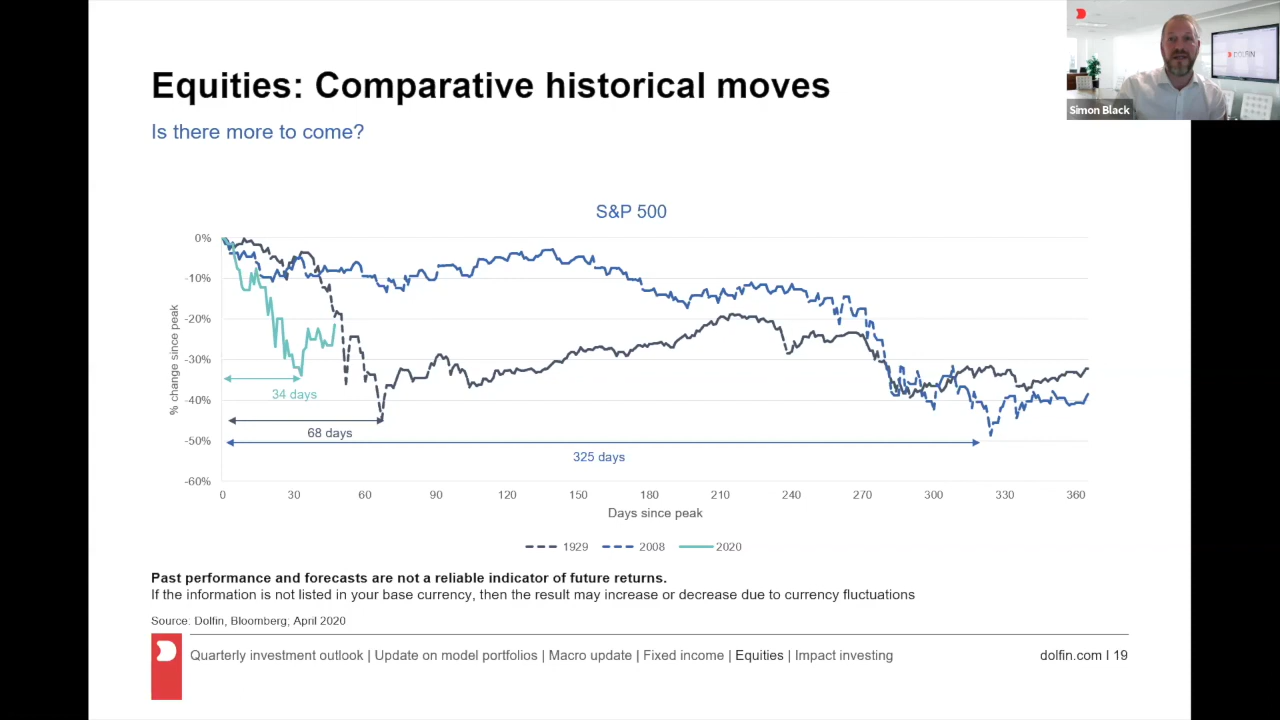 Equities: Comparative historical moves
Is there more to come?
Simon Black
DOLFIN
S&P 500
% change since peak
0%
-10%
-20%
-30%
-40%
-50%
-60%
34 days
68 days
325 days
0 30 60 90 120 150 180 210 240 270 300 330 360
Days since peak
1929 2008 2020
Past performance and forecasts are not a reliable indicator of future returns.
If the information is not listed in your base currency, then the result may increase or decrease due to currency fluctuations
Source: Dolfin, Bloomberg, April 2020
Quarterly investment outlook | Update on model portfolios | Macro update | Fixed income | Equities | Impact investing
dolfin.com I 19